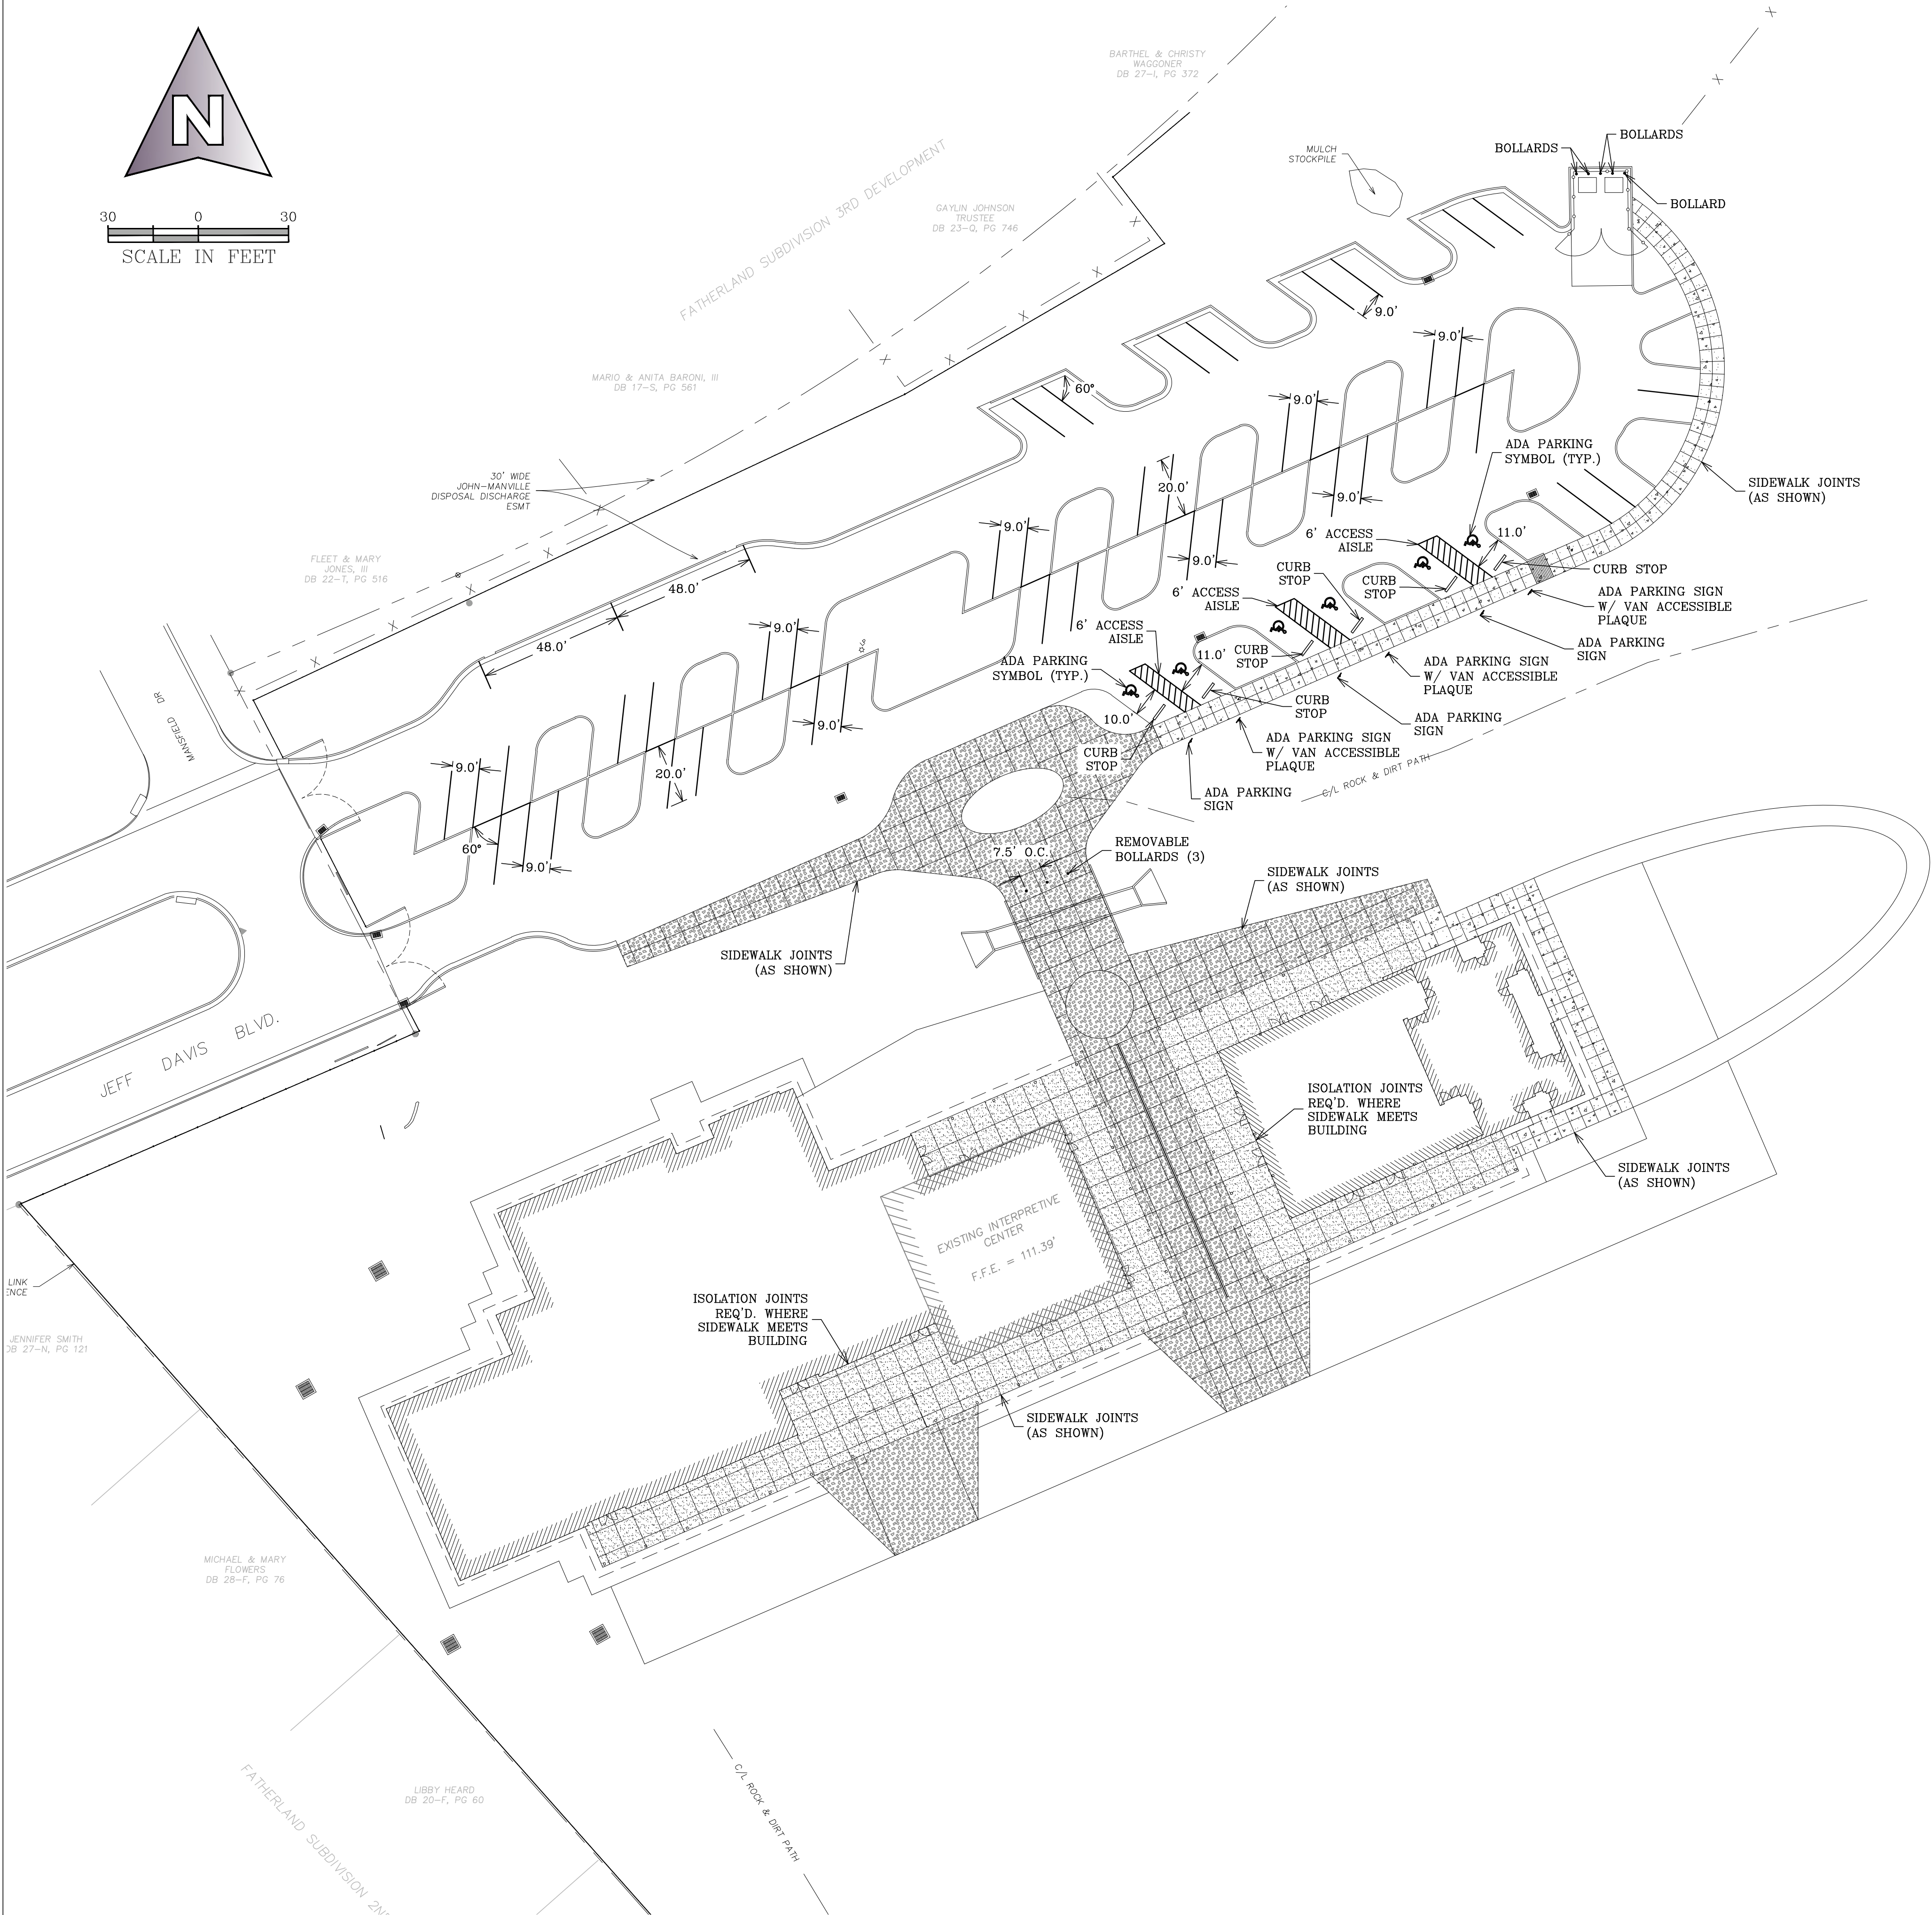 N
30 0 30
SCALE IN FEET
BARTHEL & CHRISTY
WAGGONER
DB 27-I, PG 372
FATHERLAND SUBDIVISION 3RD DEVELOPMENT
GAYLIN JOHNSON
TRUSTEE
DB 23-Q, PG 746
MULCH
STOCKPILE
BOLLARDS
BOLLARDS
BOLLARD
MARIO & ANITA BARONI, III
DB 17-S, PG 561
9.0'
9.0'
60°
9.0'
30' WIDE
JOHN-MANVILLE
DISPOSAL DISCHARGE
ESMT
ADA PARKING
SYMBOL (TYP.)
SIDEWALK JOINTS
(AS SHOWN)
20.0'
9.0'
9.0'
9.0'
FLEET & MARY
JONES, III
DB 22-T, PG 516
48.0'
48.0'
6' ACCESS
AISLE
11.0'
CURB STOP
CURB
STOP
CURB
STOP
6' ACCESS
AISLE
ADA PARKING SIGN
W/ VAN ACCESSIBLE
PLAQUE
9.0'
6' ACCESS
AISLE
ADA PARKING
SIGN
11.0'
CURB
STOP
ADA PARKING
SYMBOL (TYP.)
ADA PARKING SIGN
W/ VAN ACCESSIBLE
PLAQUE
CURB
STOP
10.0'
ADA PARKING
SIGN
MANSFIELD DR
9.0'
9.0'
20.0'
ADA PARKING SIGN
W/ VAN ACCESSIBLE
PLAQUE
CURB
STOP
C/L ROCK & DIRT PATH
ADA PARKING
SIGN
60°
9.0'
7.5' O.C.
REMOVABLE
BOLLARDS (3)
SIDEWALK JOINTS
(AS SHOWN)
SIDEWALK JOINTS
(AS SHOWN)
JEFF DAVIS BLVD.
ISOLATION JOINTS
REQ'D. WHERE
SIDEWALK MEETS
BUILDING
SIDEWALK JOINTS
(AS SHOWN)
EXISTING INTERPRETIVE
CENTER
F.F.E. = 111.39'
LINK
ENCE
ISOLATION JOINTS
REQ'D. WHERE
SIDEWALK MEETS
BUILDING
JENNIFER SMITH
DB 27-N, PG 121
SIDEWALK JOINTS
(AS SHOWN)
MICHAEL & MARY
FLOWERS
DB 28-F, PG 76
C/L ROCK & DIRT PATH
LIBBY HEARD
DB 20-F, PG 60
FATHERLAND SUBDIVISION